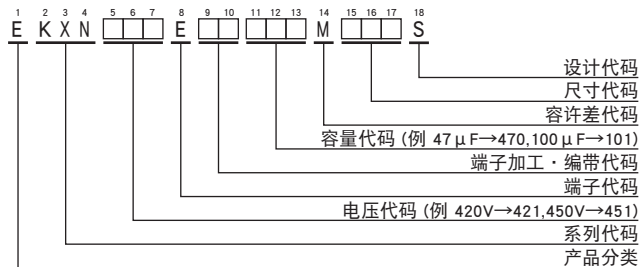 1 2 3 4 5 6 7 8 9 10 11 12 13 14 15 16 17 18
E K X N □□□ E □□ □□□ M □□□ S
设计代码
尺寸代码
容许差代码
容量代码 (例 47μF→470,100μF→101)
端子加工・编带代码
端子代码
电压代码 (例 420V→421,450V→451)
系列代码
产品分类